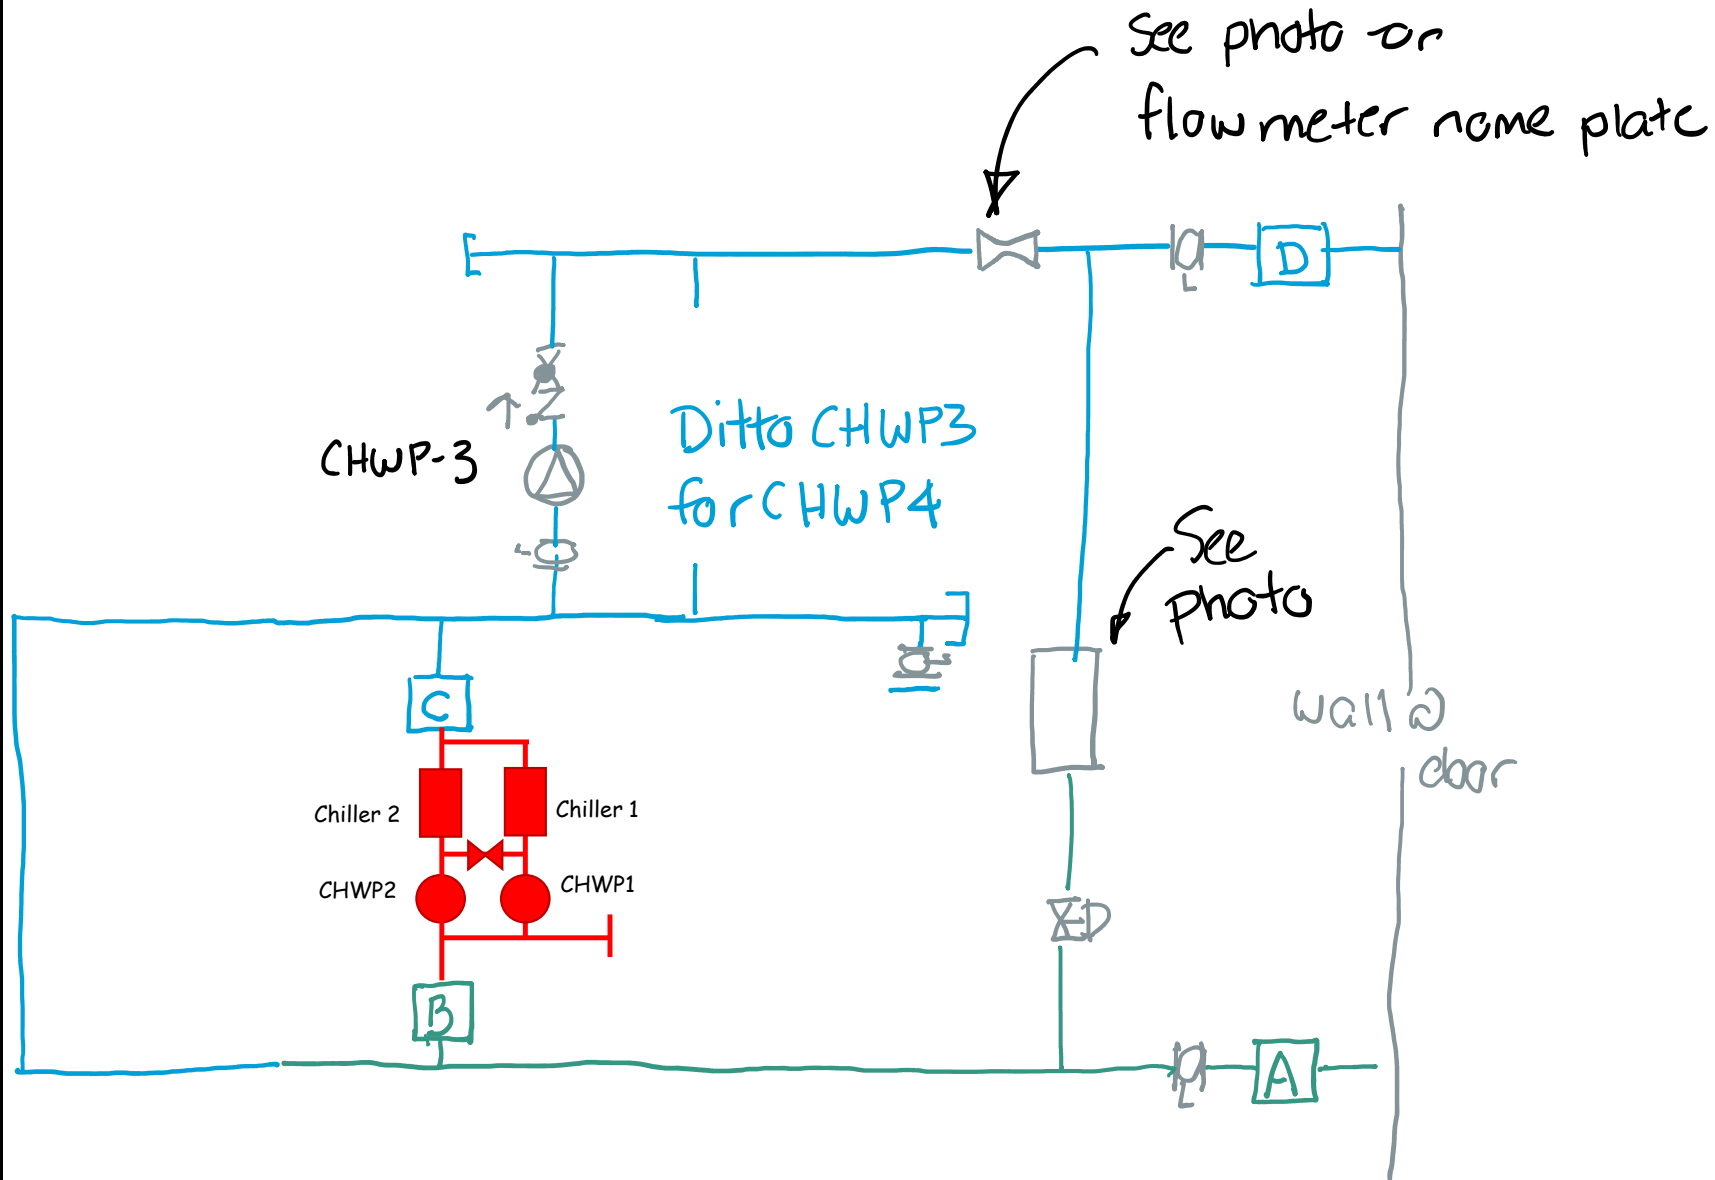 See photo or
flow meter name plate
D
CHWP-3
Ditto CHWP3
for CHWP4
See
photo
C
wall @
door
Chiller 2
Chiller 1
CHWP2
CHWP1
B
A